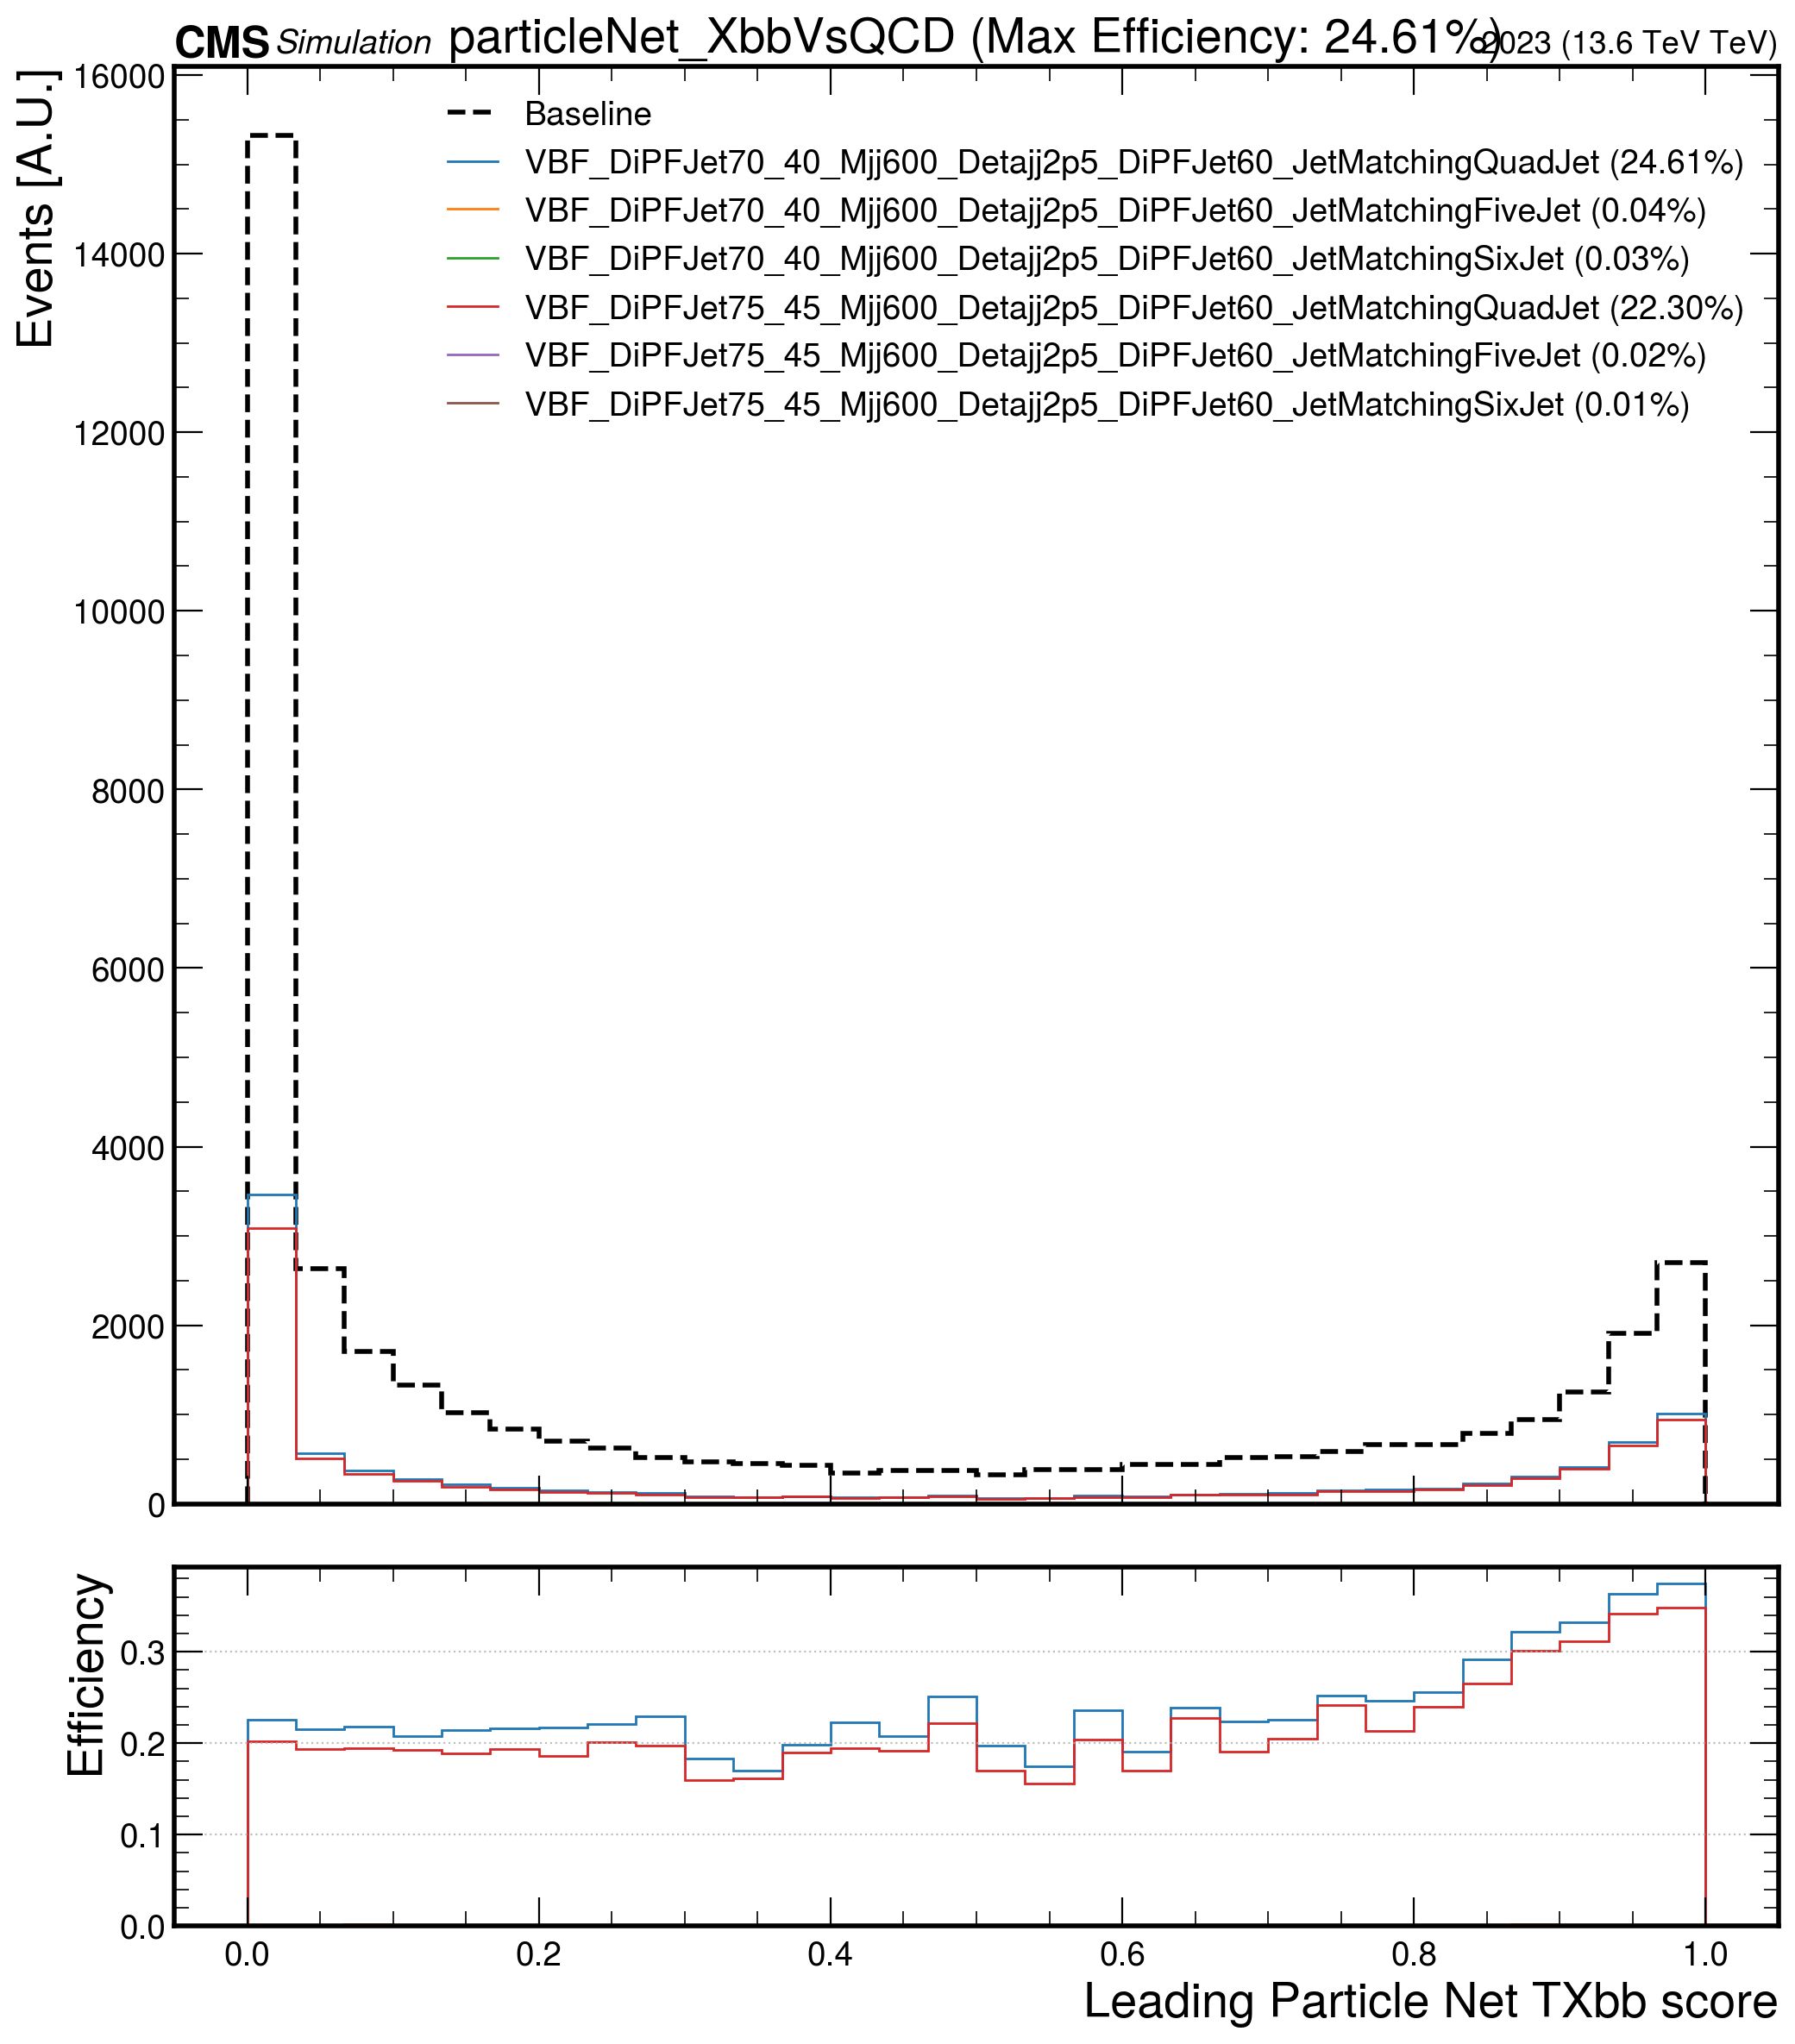 CMS Simulation particleNet_XbbVsQCD (Max Efficiency: 24.61%) 2023 (13.6 TeV TeV)
Events [A.U.]
16000
14000
12000
10000
8000
6000
4000
2000
0
Baseline
VBF_DiPFJet70_40_Mjj600_Detajj2p5_DiPFJet60_JetMatchingQuadJet (24.61%)
VBF_DiPFJet70_40_Mjj600_Detajj2p5_DiPFJet60_JetMatchingFiveJet (0.04%)
VBF_DiPFJet70_40_Mjj600_Detajj2p5_DiPFJet60_JetMatchingSixJet (0.03%)
VBF_DiPFJet75_45_Mjj600_Detajj2p5_DiPFJet60_JetMatchingQuadJet (22.30%)
VBF_DiPFJet75_45_Mjj600_Detajj2p5_DiPFJet60_JetMatchingFiveJet (0.02%)
VBF_DiPFJet75_45_Mjj600_Detajj2p5_DiPFJet60_JetMatchingSixJet (0.01%)
Efficiency
0.3
0.2
0.1
0.0
0.0 0.2 0.4 0.6 0.8 1.0
Leading Particle Net TXbb score